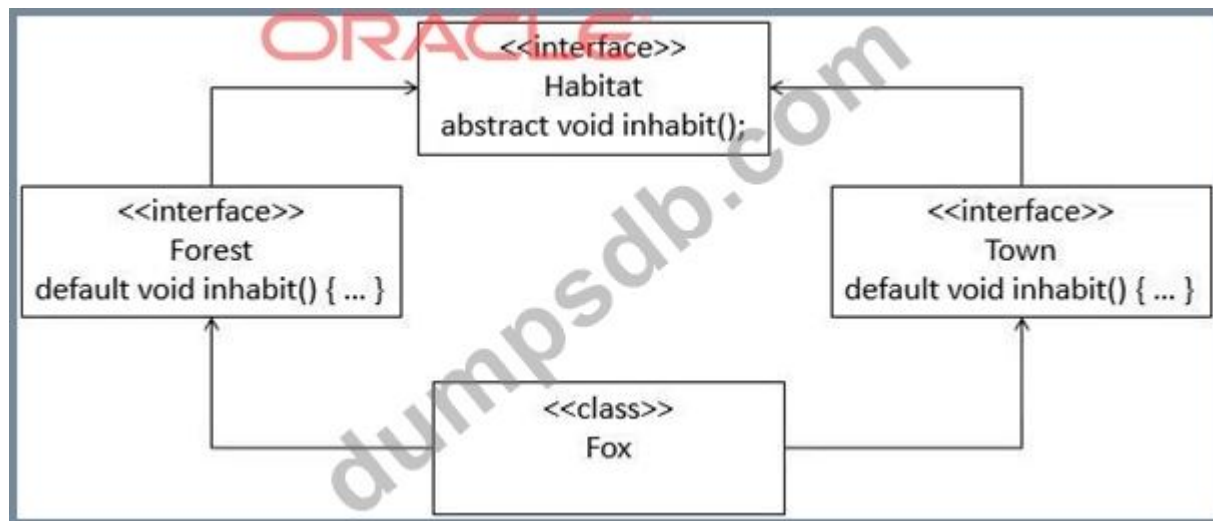 ORACLE
<<interface>>
Habitat
abstract void inhabit();
<<interface>>
Forest
default void inhabit() { ... }
<<interface>>
Town
default void inhabit() { ... }
<<class>>
Fox
dumpsdb.com